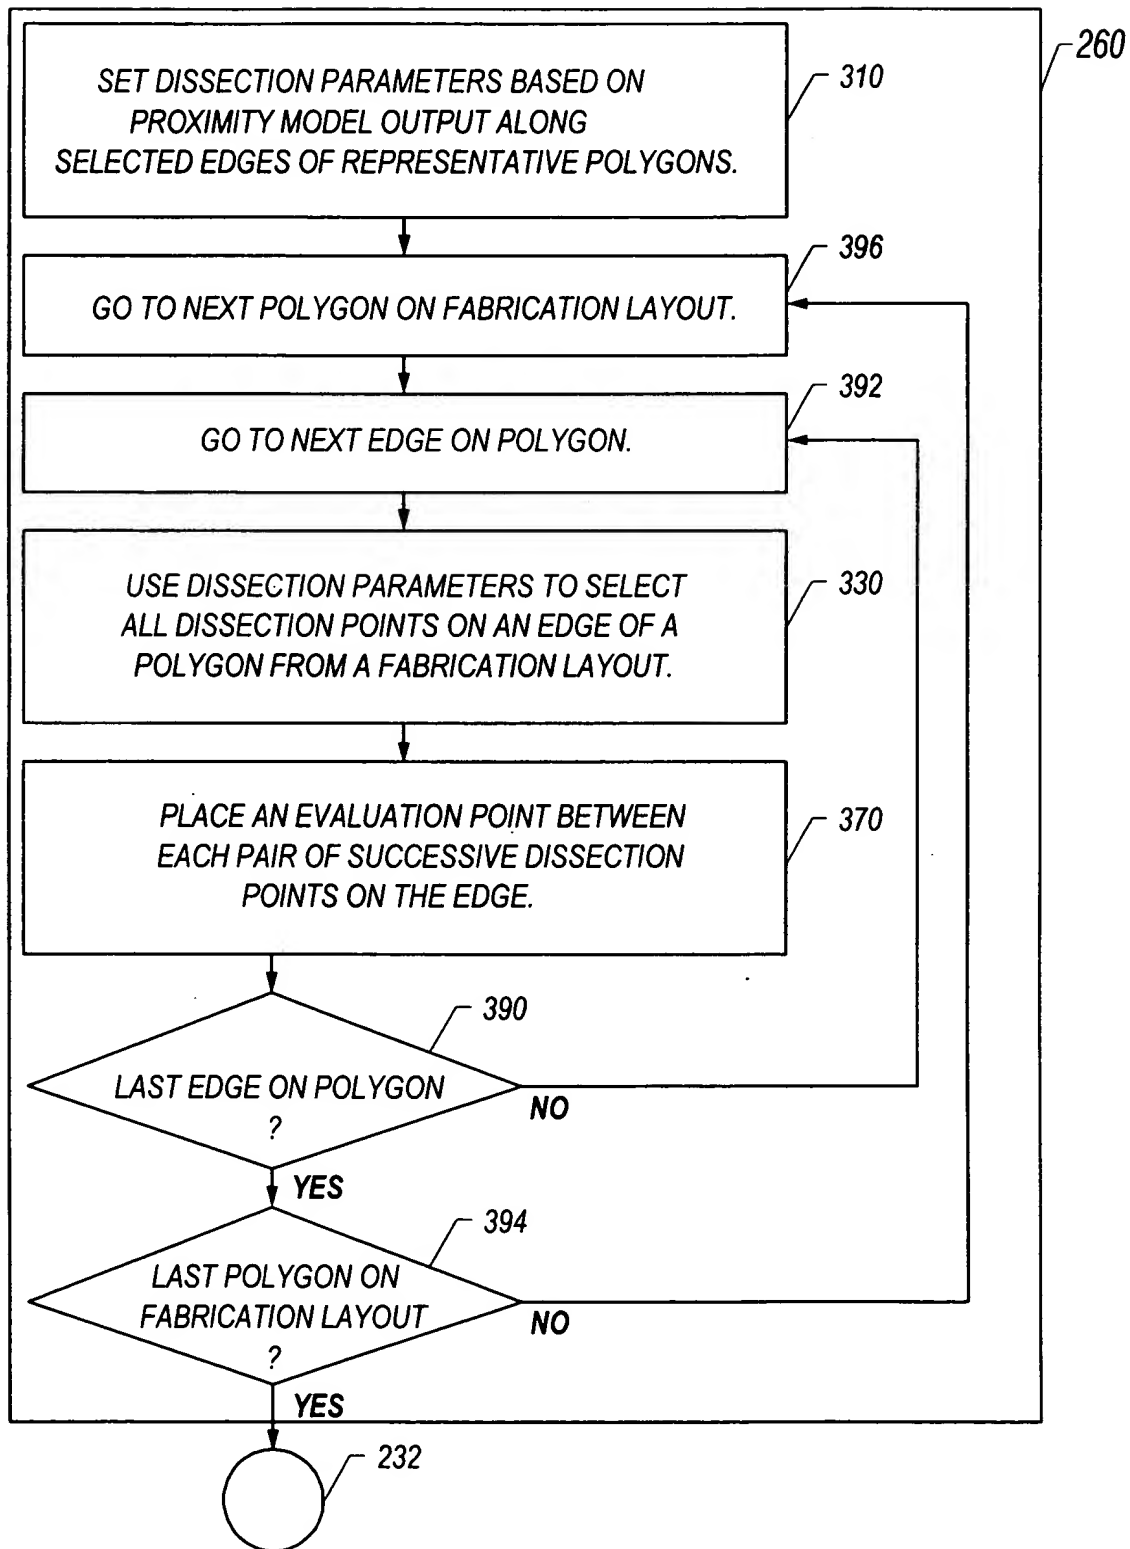 260
SET DISSECTION PARAMETERS BASED ON
PROXIMITY MODEL OUTPUT ALONG
SELECTED EDGES OF REPRESENTATIVE POLYGONS.
310
GO TO NEXT POLYGON ON FABRICATION LAYOUT.
396
GO TO NEXT EDGE ON POLYGON.
392
USE DISSECTION PARAMETERS TO SELECT
ALL DISSECTION POINTS ON AN EDGE OF A
POLYGON FROM A FABRICATION LAYOUT.
330
PLACE AN EVALUATION POINT BETWEEN
EACH PAIR OF SUCCESSIVE DISSECTION
POINTS ON THE EDGE.
370
390
LAST EDGE ON POLYGON
?
NO
YES
394
LAST POLYGON ON
FABRICATION LAYOUT
?
NO
YES
232